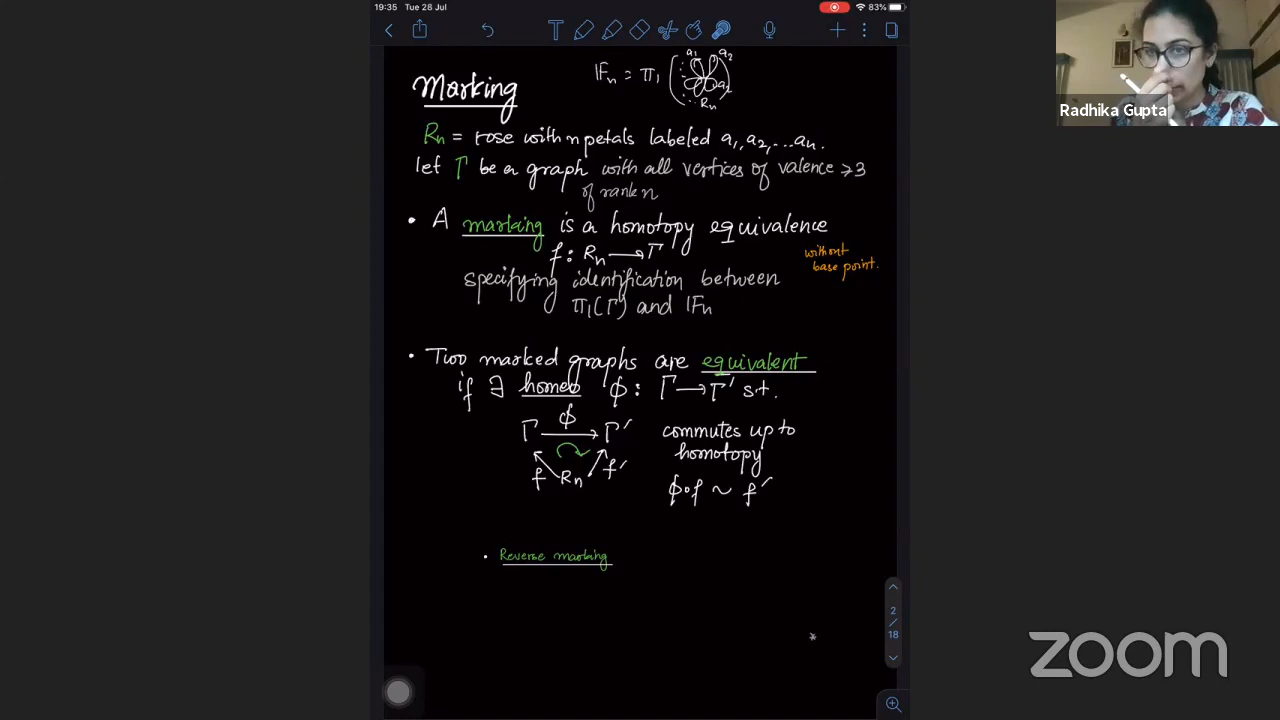 19:35 Tue 28 Jul
83%
Radhika Gupta
Marking
𝔽n = π₁ ( a₁ a₂ a₂ Rn )
Rn = rose with n petals labeled a₁, a₂, ... an.
let Γ be a graph with all vertices of valence ≥ 3
of rank n
• A marking is a homotopy equivalence
f: Rn → Γ
without
base point.
specifying identification between
π₁(Γ) and 𝔽n
• Two marked graphs are equivalent
if ∃ homeo ϕ: Γ → Γ′ s.t.
Γ ϕ → Γ′ commutes up to
homotopy
f Rn f′
ϕ∘f ~ f′
• Reverse marking
*
2
/
18
zoom